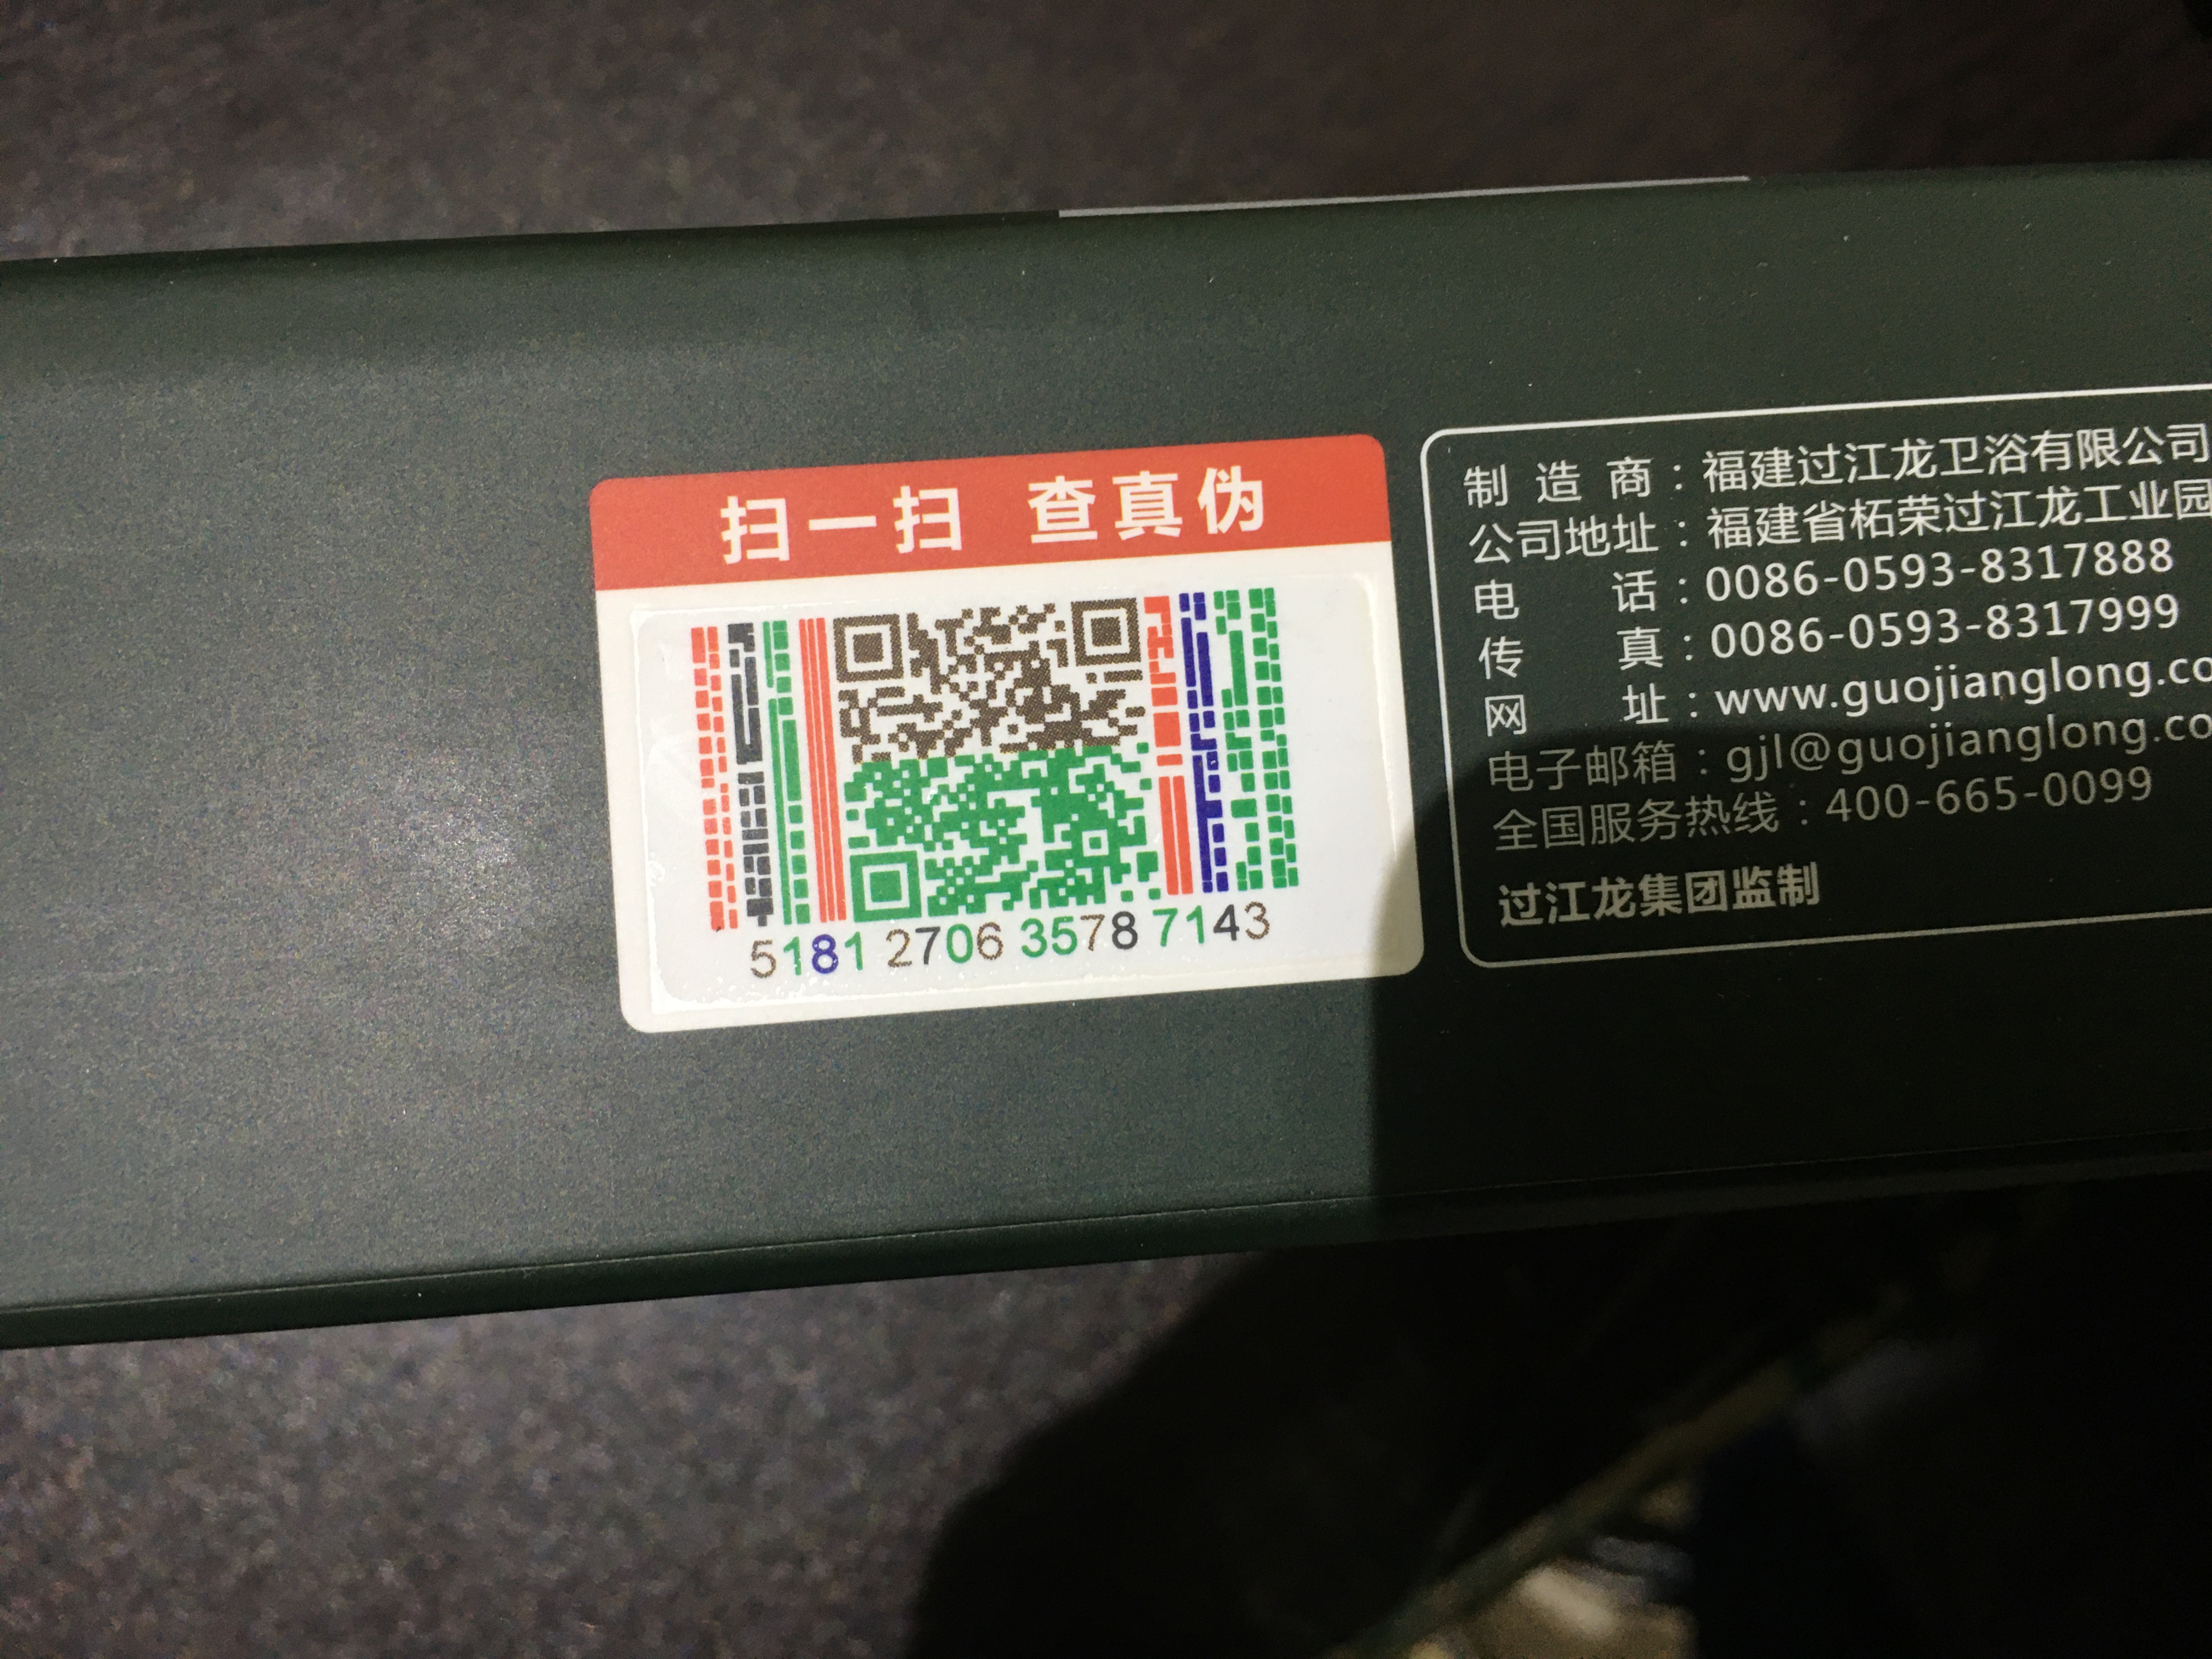 扫一扫 查真伪
5181 2706 3578 7143
制造商：福建过江龙卫浴有限公司
公司地址：福建省柘荣过江龙工业园
电话：0086-0593-8317888
传真：0086-0593-8317999
网址：www.guojianglong.co
电子邮箱：gjl@guojianglong.co
全国服务热线：400-665-0099
过江龙集团监制